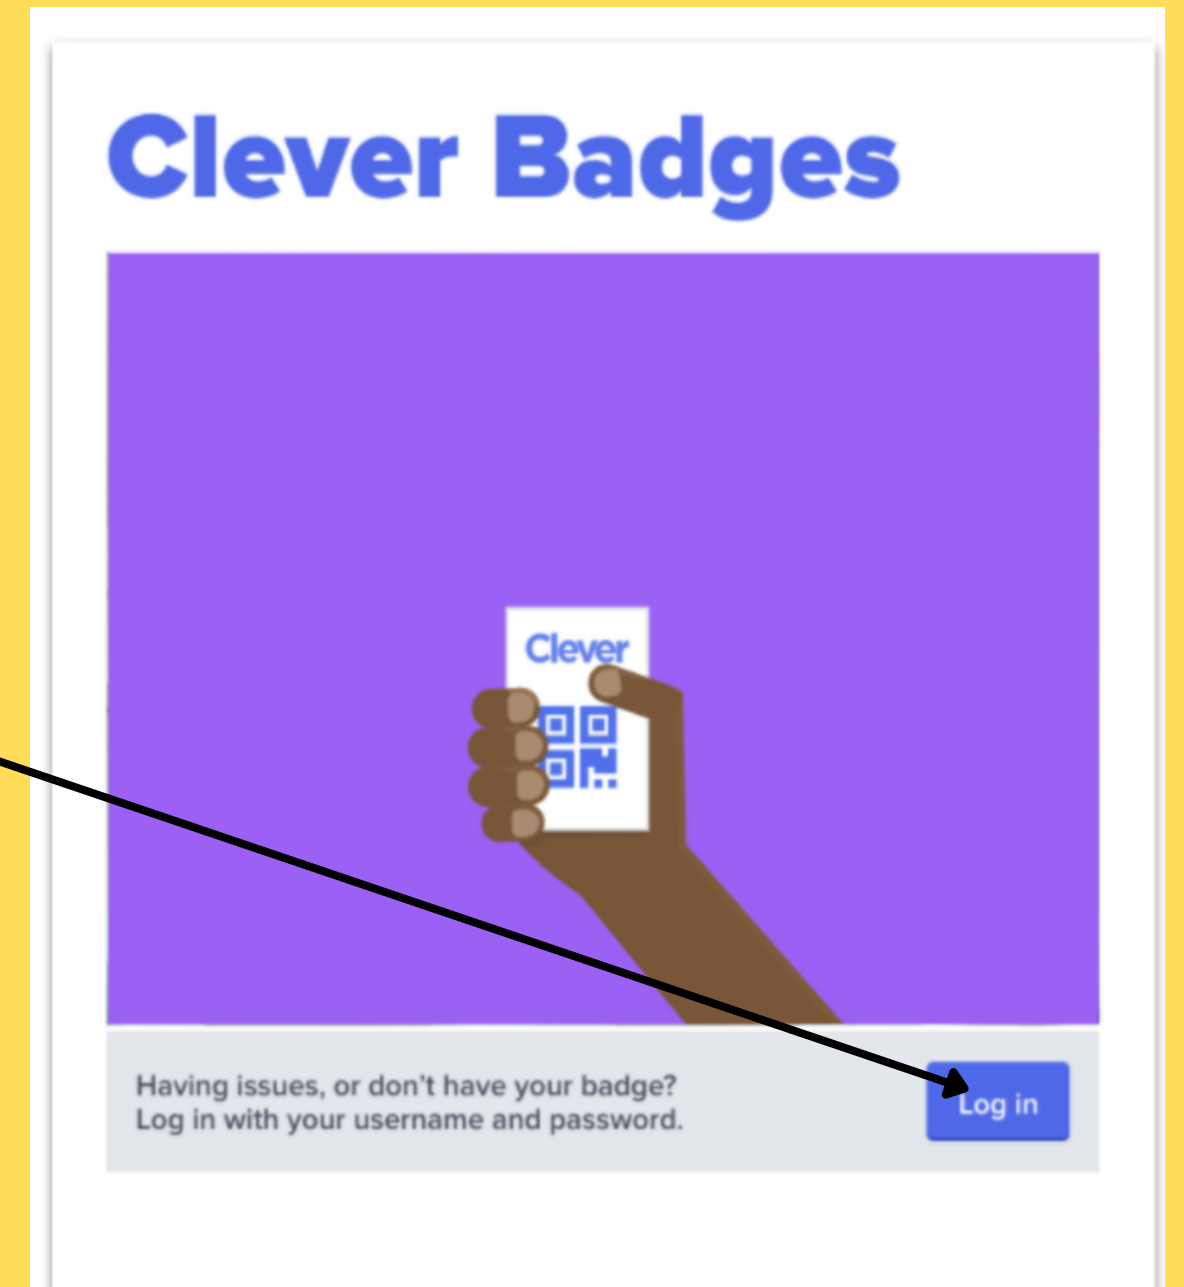 Clever Badges
Clever
Having issues, or don't have your badge?
Log in with your username and password.
Log in